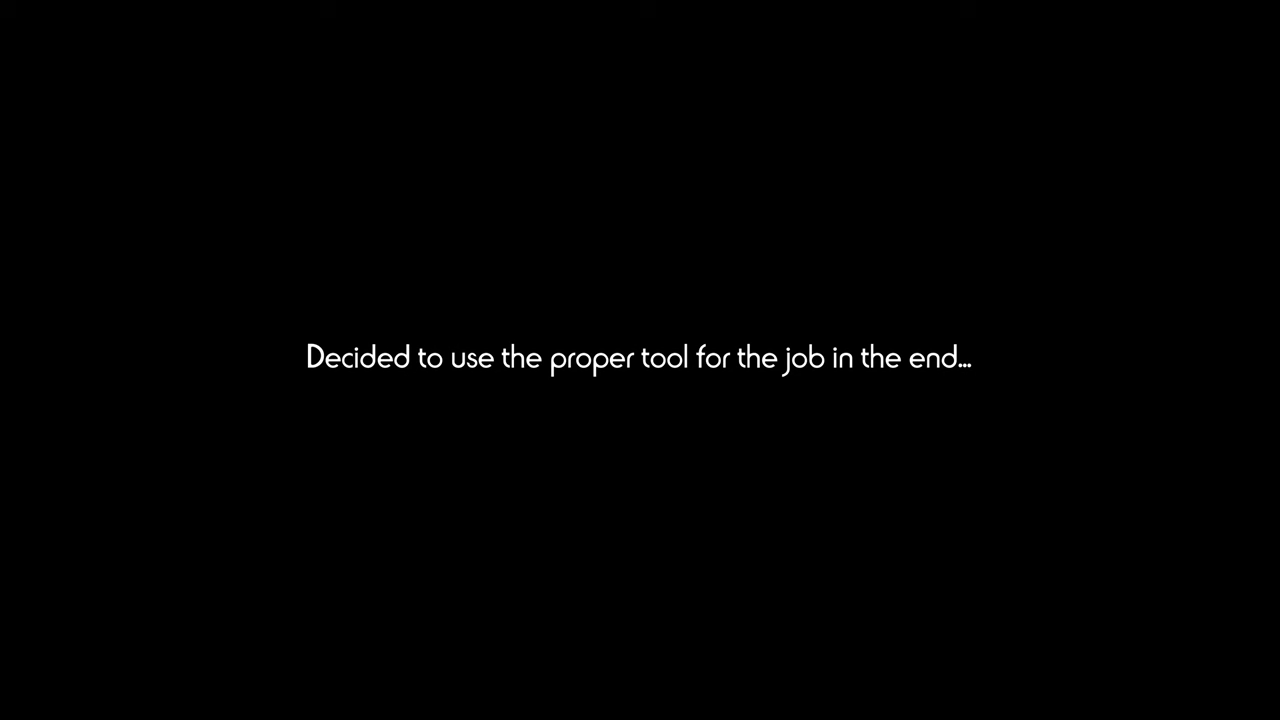 Decided to use the proper tool for the job in the end...